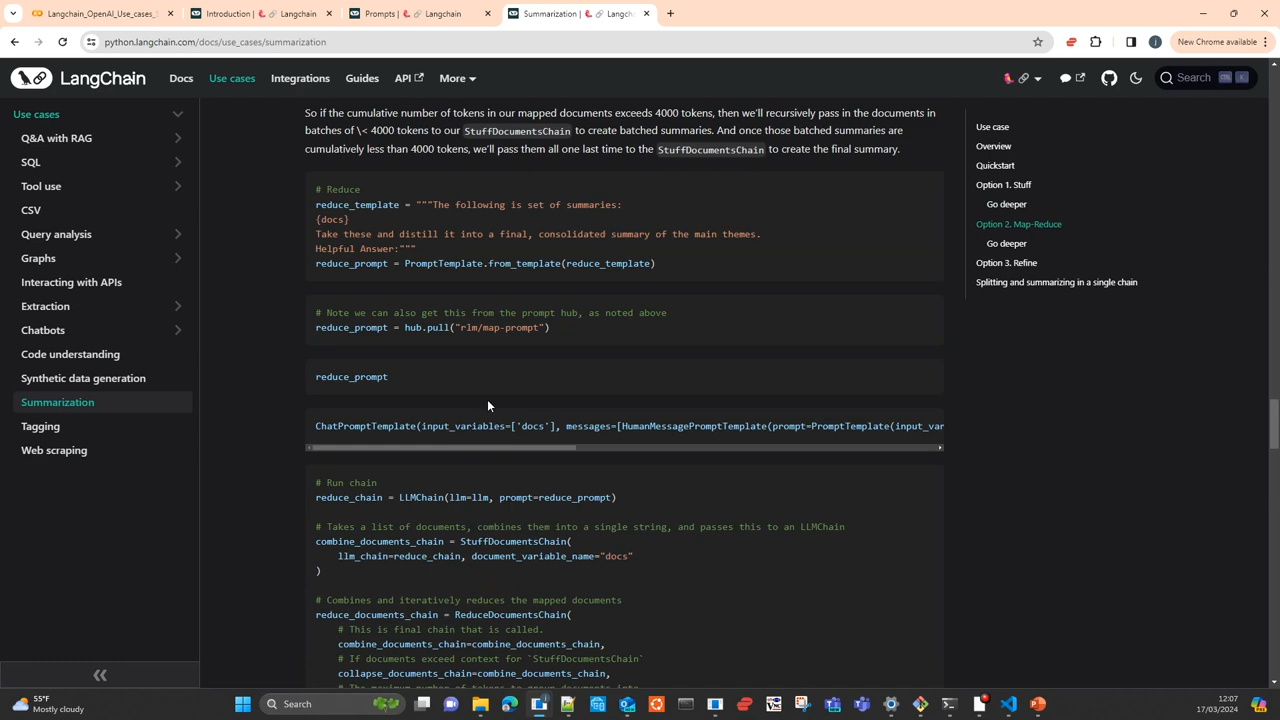 Langchain_OpenAI_Use_cases_
Introduction | 🦜️🔗 Langchain
Prompts | 🦜️🔗 Langchain
Summarization | 🦜️🔗 Langch
python.langchain.com/docs/use_cases/summarization
New Chrome available
LangChain
Docs
Use cases
Integrations
Guides
API
More
Search
K
Use cases
Q&A with RAG
SQL
Tool use
CSV
Query analysis
Graphs
Interacting with APIs
Extraction
Chatbots
Code understanding
Synthetic data generation
Summarization
Tagging
Web scraping
So if the cumulative number of tokens in our mapped documents exceeds 4000 tokens, then we'll recursively pass in the documents in
batches of \< 4000 tokens to our StuffDocumentsChain to create batched summaries. And once those batched summaries are
cumulatively less than 4000 tokens, we'll pass them all one last time to the StuffDocumentsChain to create the final summary.
# Reduce
reduce_template = """The following is set of summaries:
{docs}
Take these and distill it into a final, consolidated summary of the main themes.
Helpful Answer:"""
reduce_prompt = PromptTemplate.from_template(reduce_template)
# Note we can also get this from the prompt hub, as noted above
reduce_prompt = hub.pull("rlm/map-prompt")
reduce_prompt
ChatPromptTemplate(input_variables=['docs'], messages=[HumanMessagePromptTemplate(prompt=PromptTemplate(input_var
# Run chain
reduce_chain = LLMChain(llm=llm, prompt=reduce_prompt)
# Takes a list of documents, combines them into a single string, and passes this to an LLMChain
combine_documents_chain = StuffDocumentsChain(
llm_chain=reduce_chain, document_variable_name="docs"
)
# Combines and iteratively reduces the mapped documents
reduce_documents_chain = ReduceDocumentsChain(
# This is final chain that is called.
combine_documents_chain=combine_documents_chain,
# If documents exceed context for `StuffDocumentsChain`
collapse_documents_chain=combine_documents_chain,
# The maximum number of tokens to group documents into.
Use case
Overview
Quickstart
Option 1. Stuff
Go deeper
Option 2. Map-Reduce
Go deeper
Option 3. Refine
Splitting and summarizing in a single chain
55°F
Mostly cloudy
Search
12:07
17/03/2024